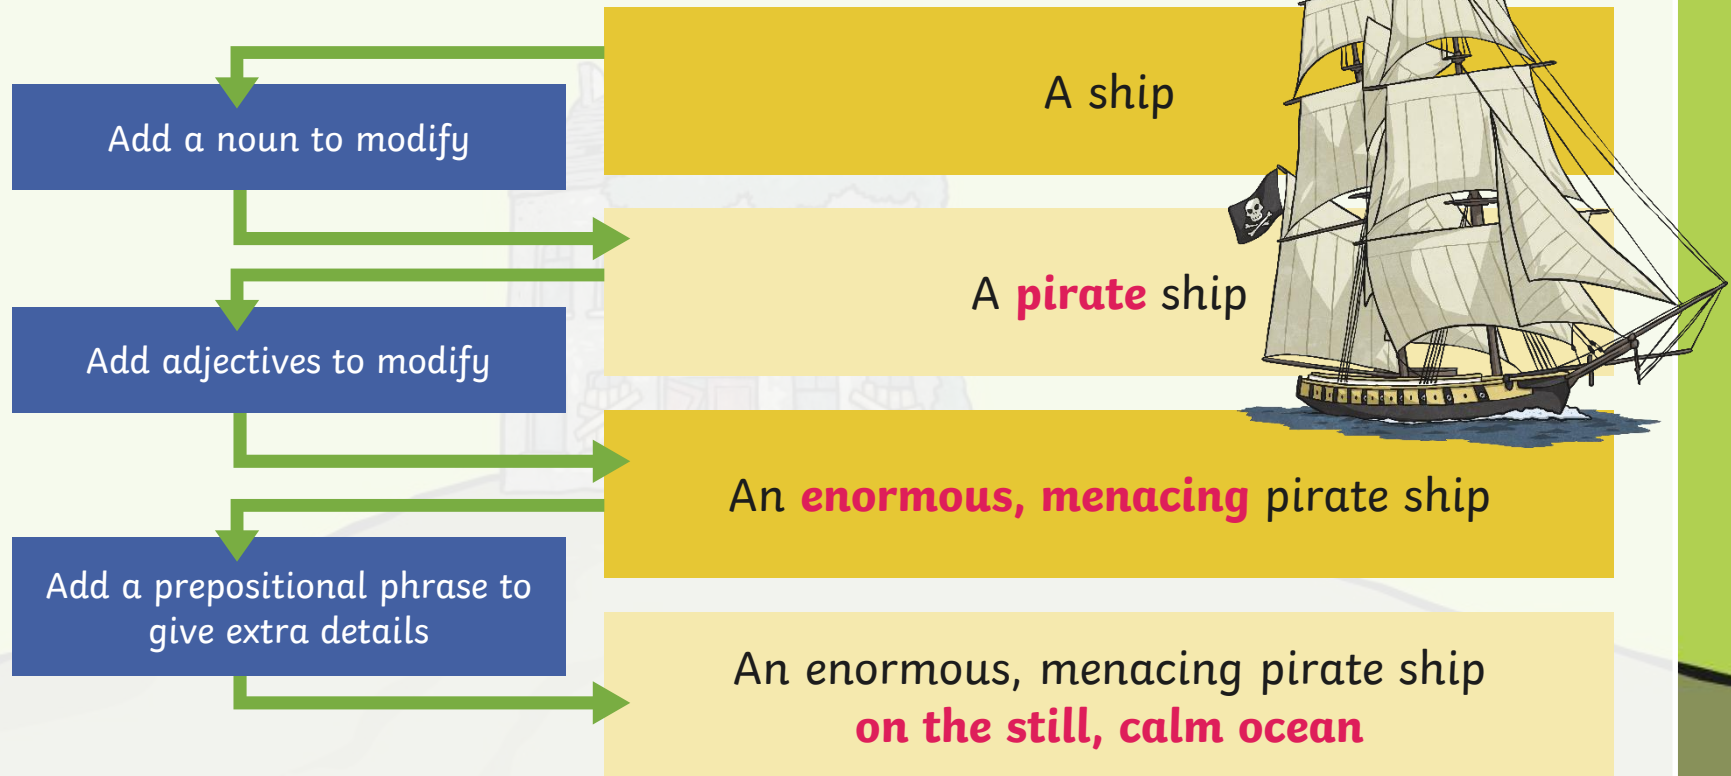 A ship
Add a noun to modify
A pirate ship
Add adjectives to modify
An enormous, menacing pirate ship
Add a prepositional phrase to
give extra details
An enormous, menacing pirate ship
on the still, calm ocean